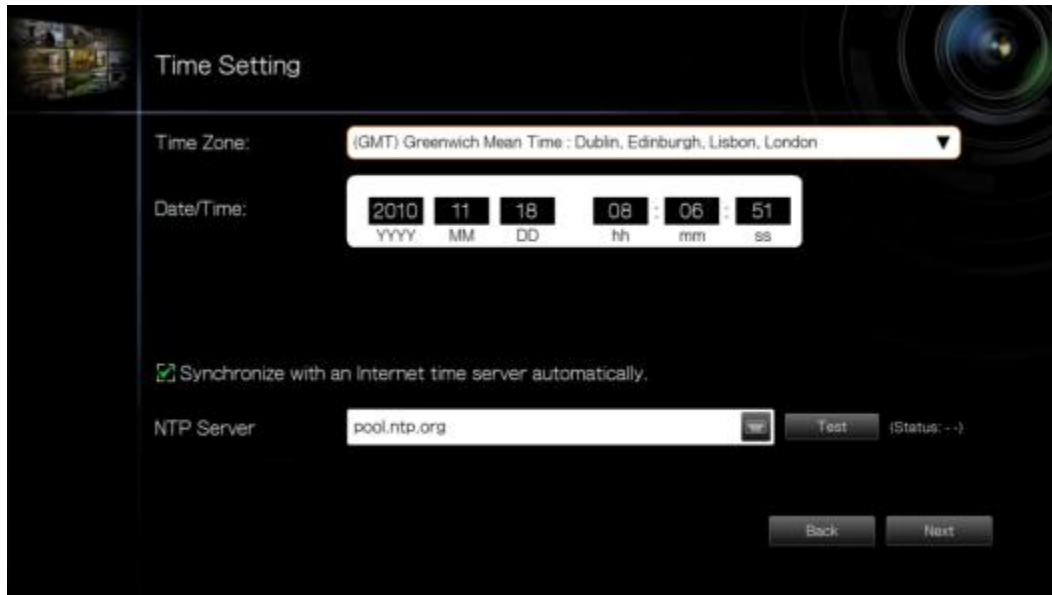 Time Setting
Time Zone: (GMT) Greenwich Mean Time : Dublin, Edinburgh, Lisbon, London
Date/Time: 2010 11 18 08 : 06 : 51
YYYY MM DD hh mm ss
Synchronize with an Internet time server automatically.
NTP Server pool.ntp.org Test (Status: - -)
Back Next